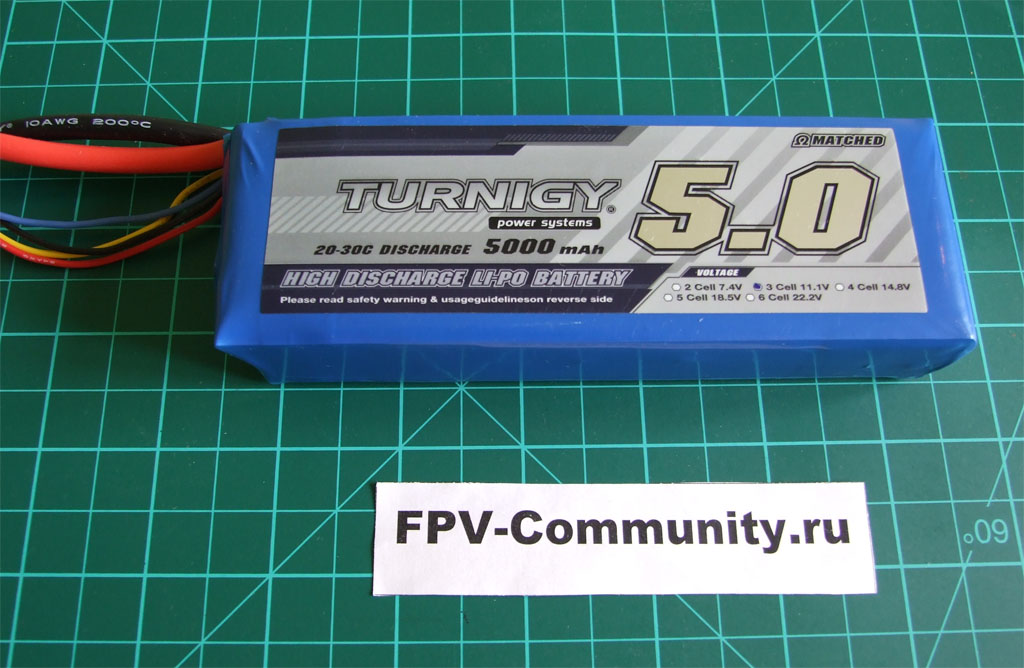 10AWG 200°C
Ω MATCHED
TURNIGY®
power systems
5.0
20-30C DISCHARGE 5000 mAh
HIGH DISCHARGE LI-PO BATTERY
Please read safety warning & usageguidelineson reverse side
VOLTAGE
2 Cell 7.4V 3 Cell 11.1V 4 Cell 14.8V
5 Cell 18.5V 6 Cell 22.2V
FPV-Community.ru
60°